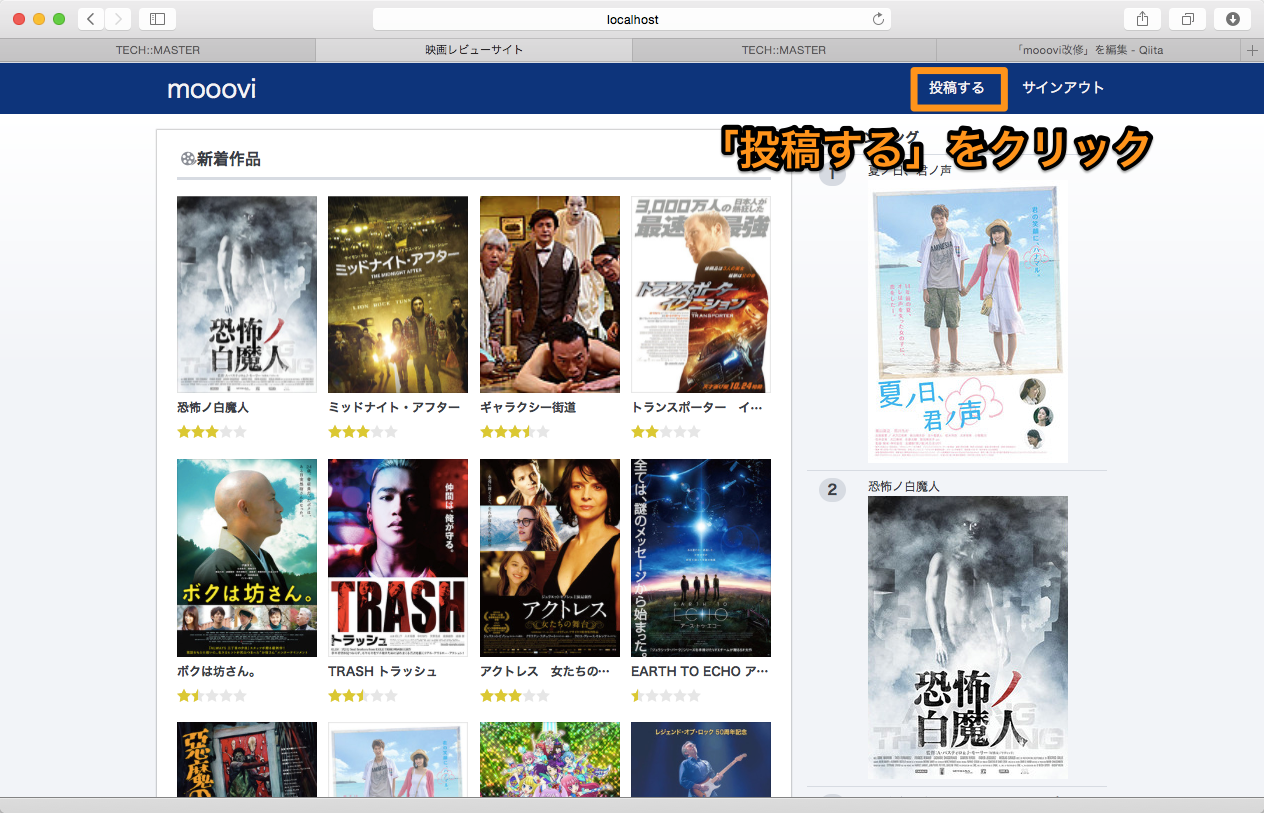 localhost
TECH::MASTER
映画レビューサイト
TECH::MASTER
「mooovi改修」を編集 - Qiita
mooovi
投稿する
サインアウト
「投稿する」をクリック
新着作品
恐怖ノ
白魔人
ミッドナイト・アフター
THE MIDNIGHT AFTER
3,000万人の
日本人が
熱狂した
最速 最強
トランスポーター
イグニション
TRANSPORTER
10.24
恐怖ノ白魔人
ミッドナイト・アフター
ギャラクシー街道
トランスポーター　イ…
ボクは坊さん。
仲間は、俺が守る。
TRASH
トラッシュ
アクトレス
女たちの舞台
全ては、謎のメッセージから始まった。
EARTH TO
ECHO
アース・トゥ・エコー
ボクは坊さん。
TRASH トラッシュ
アクトレス　女たちの…
EARTH TO ECHO ア…
レジェンド・オブ・ロック 50周年記念
ング
1
夏ノ日、君ノ声
君の笑顔に、ハナマル。
夏ノ日、
君ノ声
2
恐怖ノ白魔人
恐怖ノ
白魔人